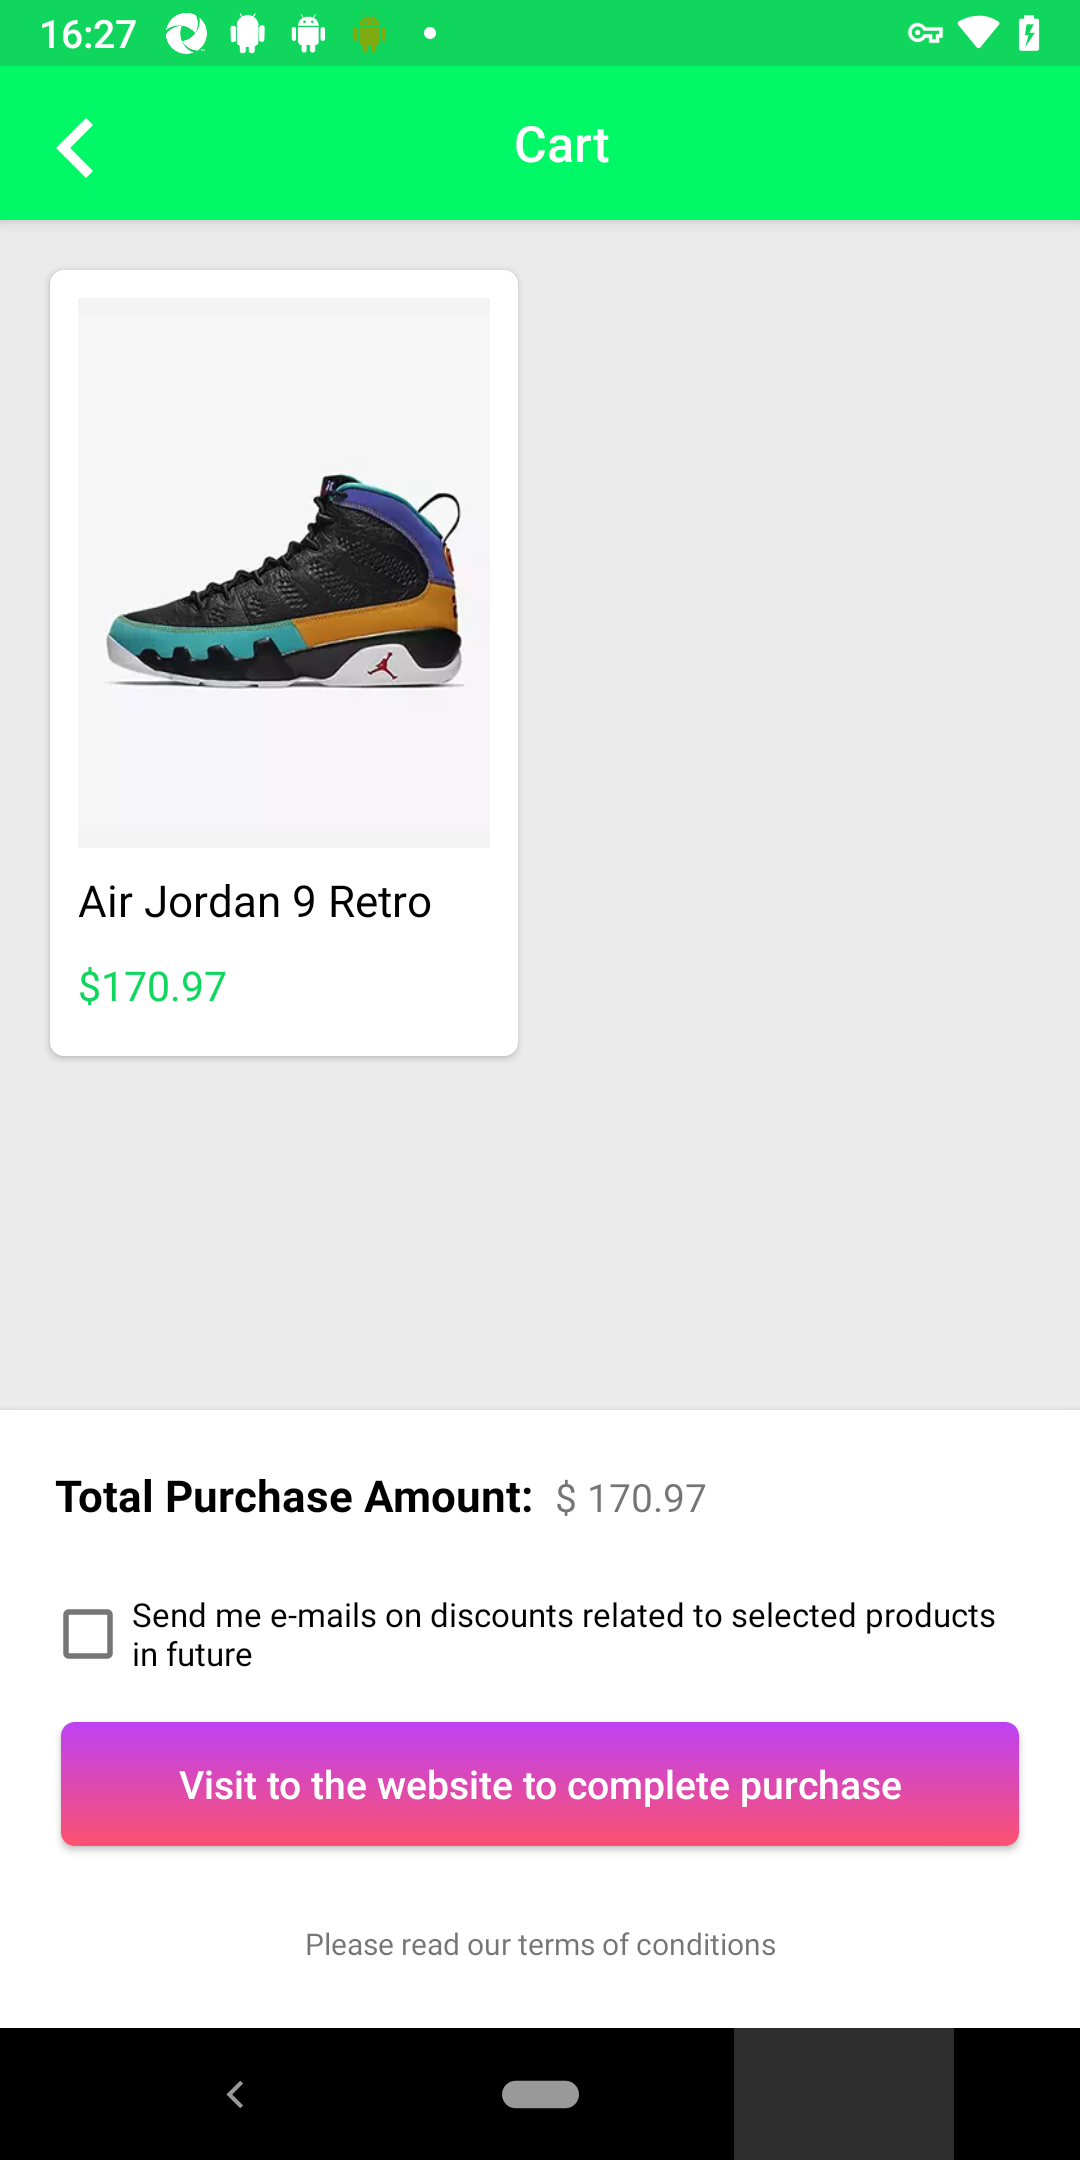 16:27
Cart
Air Jordan 9 Retro
$170.97
Total Purchase Amount: $ 170.97
Send me e-mails on discounts related to selected products
in future
Visit to the website to complete purchase
Please read our terms of conditions